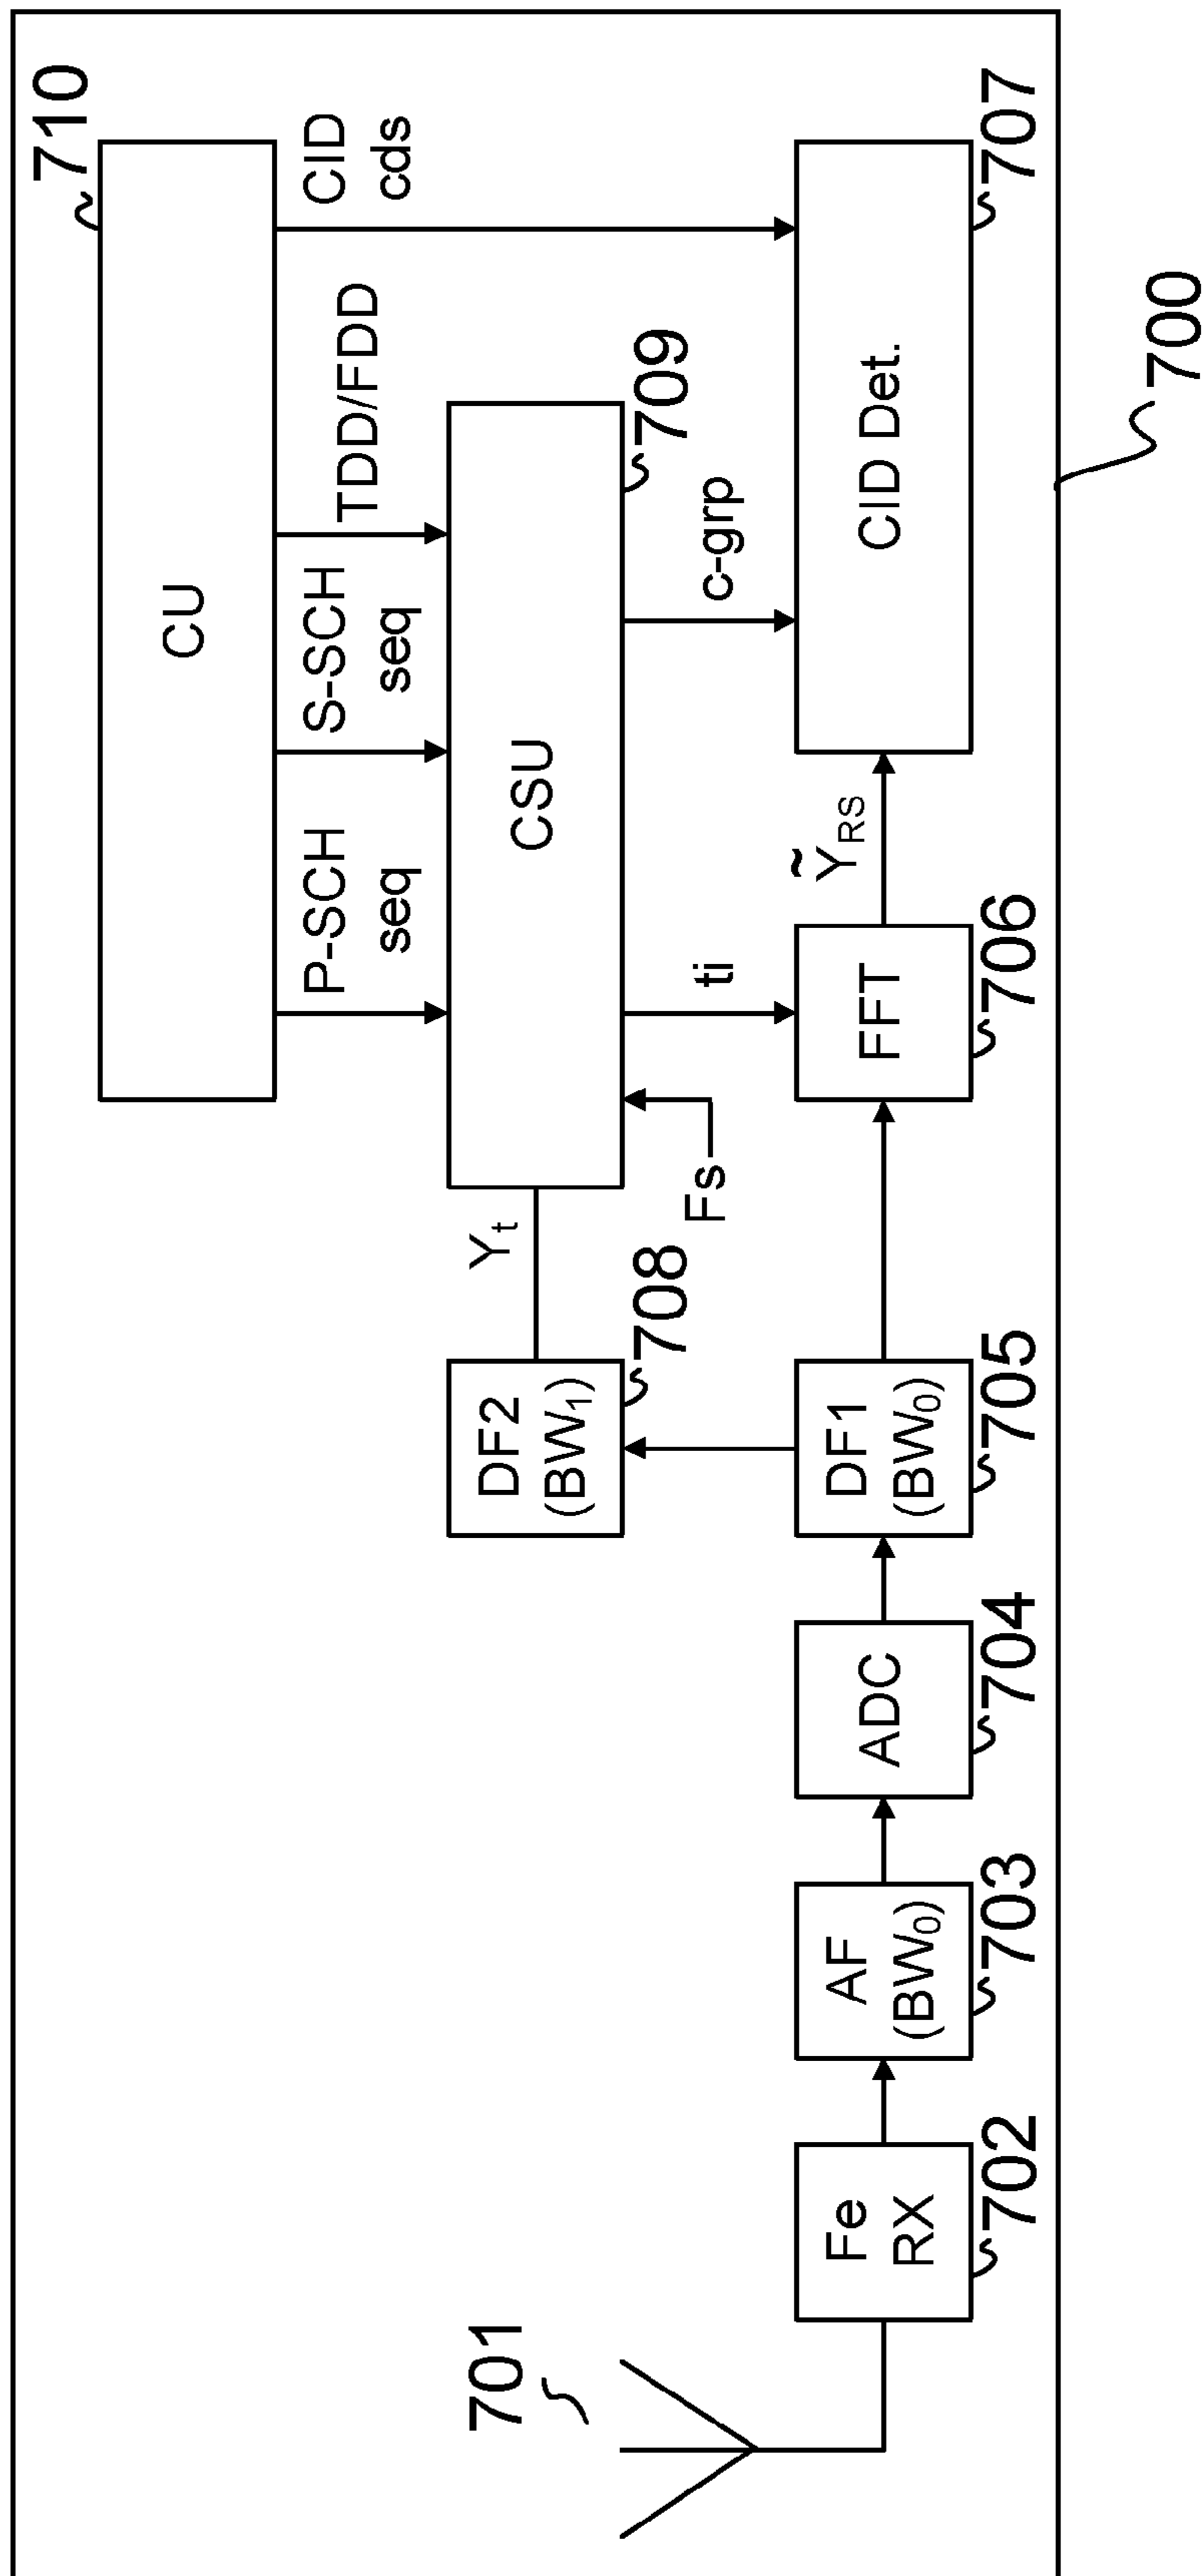 710
CU
P-SCH
seq
S-SCH
seq
TDD/FDD
CID
cds
709
CSU
Yₜ
708
DF2
(BW₁)
Fs
ti
c-grp
701
Fe
RX
702
AF
(BW₀)
703
ADC
704
DF1
(BW₀)
705
FFT
706
Ỹ_RS
CID Det.
707
700